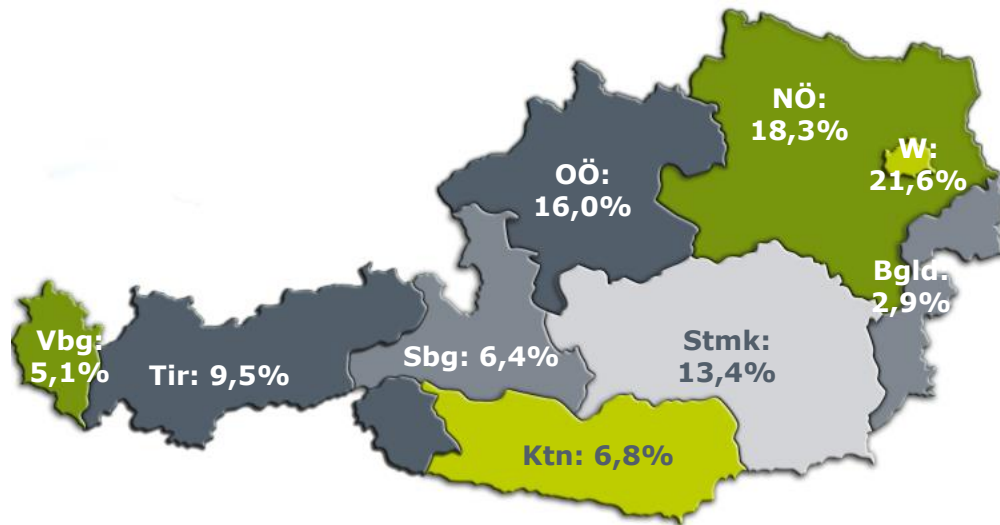 NÖ:
18,3%
W:
21,6%
OÖ:
16,0%
Bgld:
2,9%
Vbg:
5,1%
Tir: 9,5%
Sbg: 6,4%
Stmk:
13,4%
Ktn: 6,8%